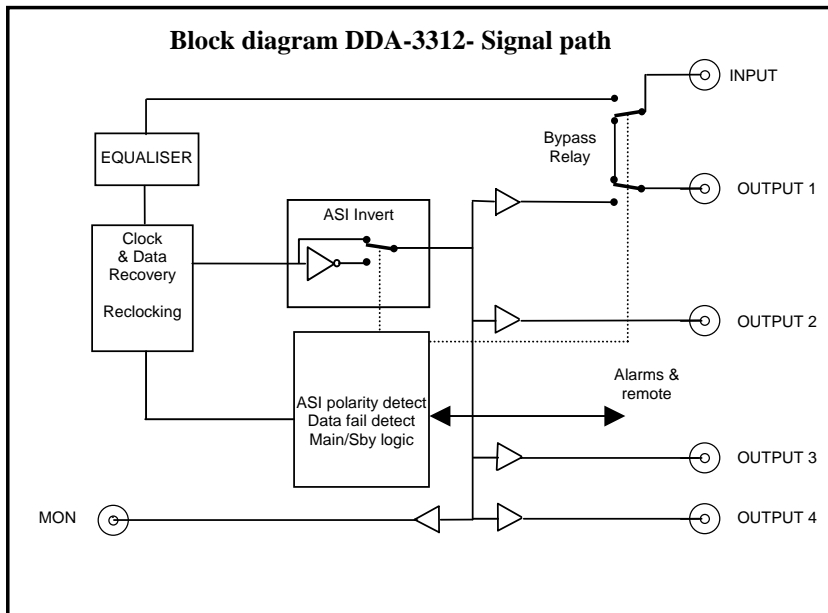 Block diagram DDA-3312- Signal path
INPUT
EQUALISER
Bypass
Relay
OUTPUT 1
ASI Invert
Clock
& Data
Recovery
Reclocking
OUTPUT 2
Alarms &
remote
ASI polarity detect
Data fail detect
Main/Sby logic
OUTPUT 3
MON
OUTPUT 4